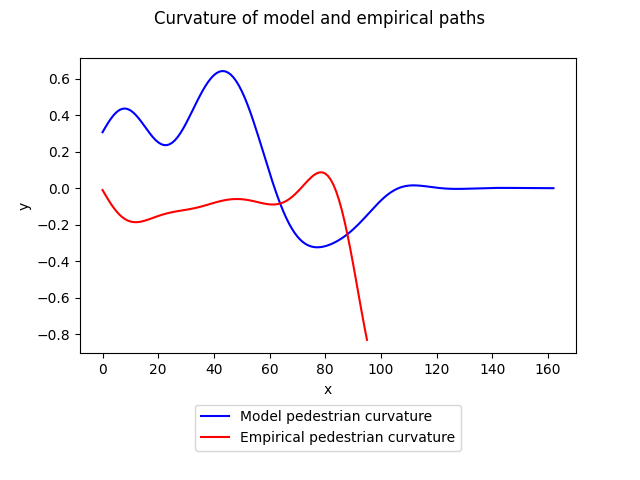 Curvature of model and empirical paths
0.6
0.4
0.2
0.0
−0.2
−0.4
−0.6
−0.8
y
0 20 40 60 80 100 120 140 160
x
Model pedestrian curvature
Empirical pedestrian curvature